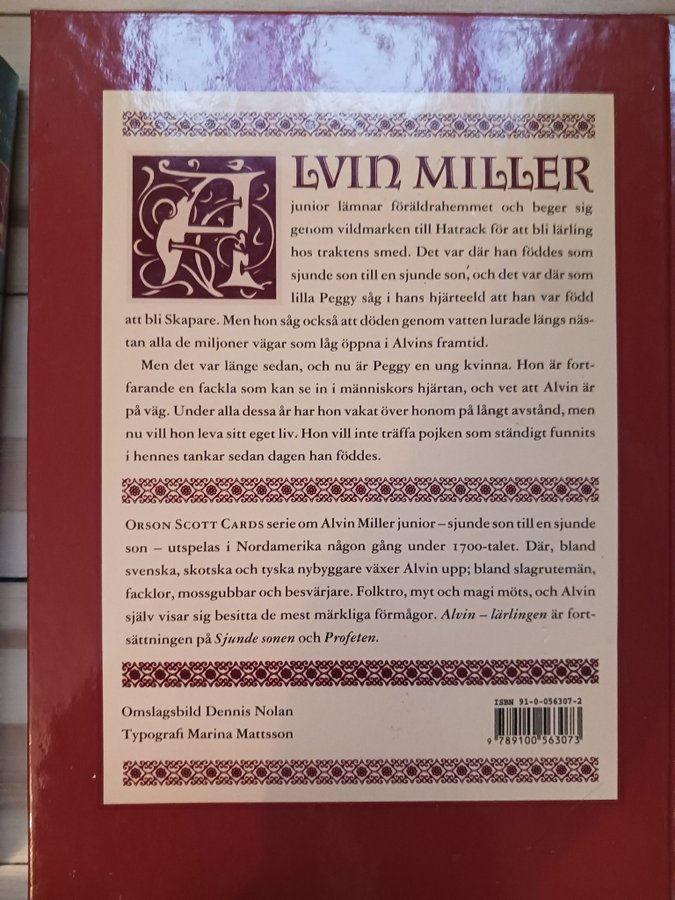 ALVIN MILLER
junior lämnar föräldrahemmet och beger sig
genom vildmarken till Hatrack för att bli lärling
hos traktens smed. Det var där han föddes som
sjunde son till en sjunde son, och det var där som
lilla Peggy såg i hans hjärteeld att han var född
att bli Skapare. Men hon såg också att döden genom vatten lurade längs näs-
tan alla de miljoner vägar som låg öppna i Alvins framtid.
Men det var länge sedan, och nu är Peggy en ung kvinna. Hon är fort-
farande en fackla som kan se in i människors hjärtan, och vet att Alvin är
på väg. Under alla dessa år har hon vakat över honom på långt avstånd, men
nu vill hon leva sitt eget liv. Hon vill inte träffa pojken som ständigt funnits
i hennes tankar sedan dagen han föddes.
ORSON SCOTT CARDS serie om Alvin Miller junior – sjunde son till en sjunde
son – utspelas i Nordamerika någon gång under 1700-talet. Där, bland
svenska, skotska och tyska nybyggare växer Alvin upp; bland slagrutemän,
facklor, mossgubbar och besvärjare. Folktro, myt och magi möts, och Alvin
själv visar sig besitta de mest märkliga förmågor. Alvin – lärlingen är fort-
sättningen på Sjunde sonen och Profeten.
Omslagsbild Dennis Nolan
Typografi Marina Mattsson
ISBN 91-0-056307-2
9 789100 563073